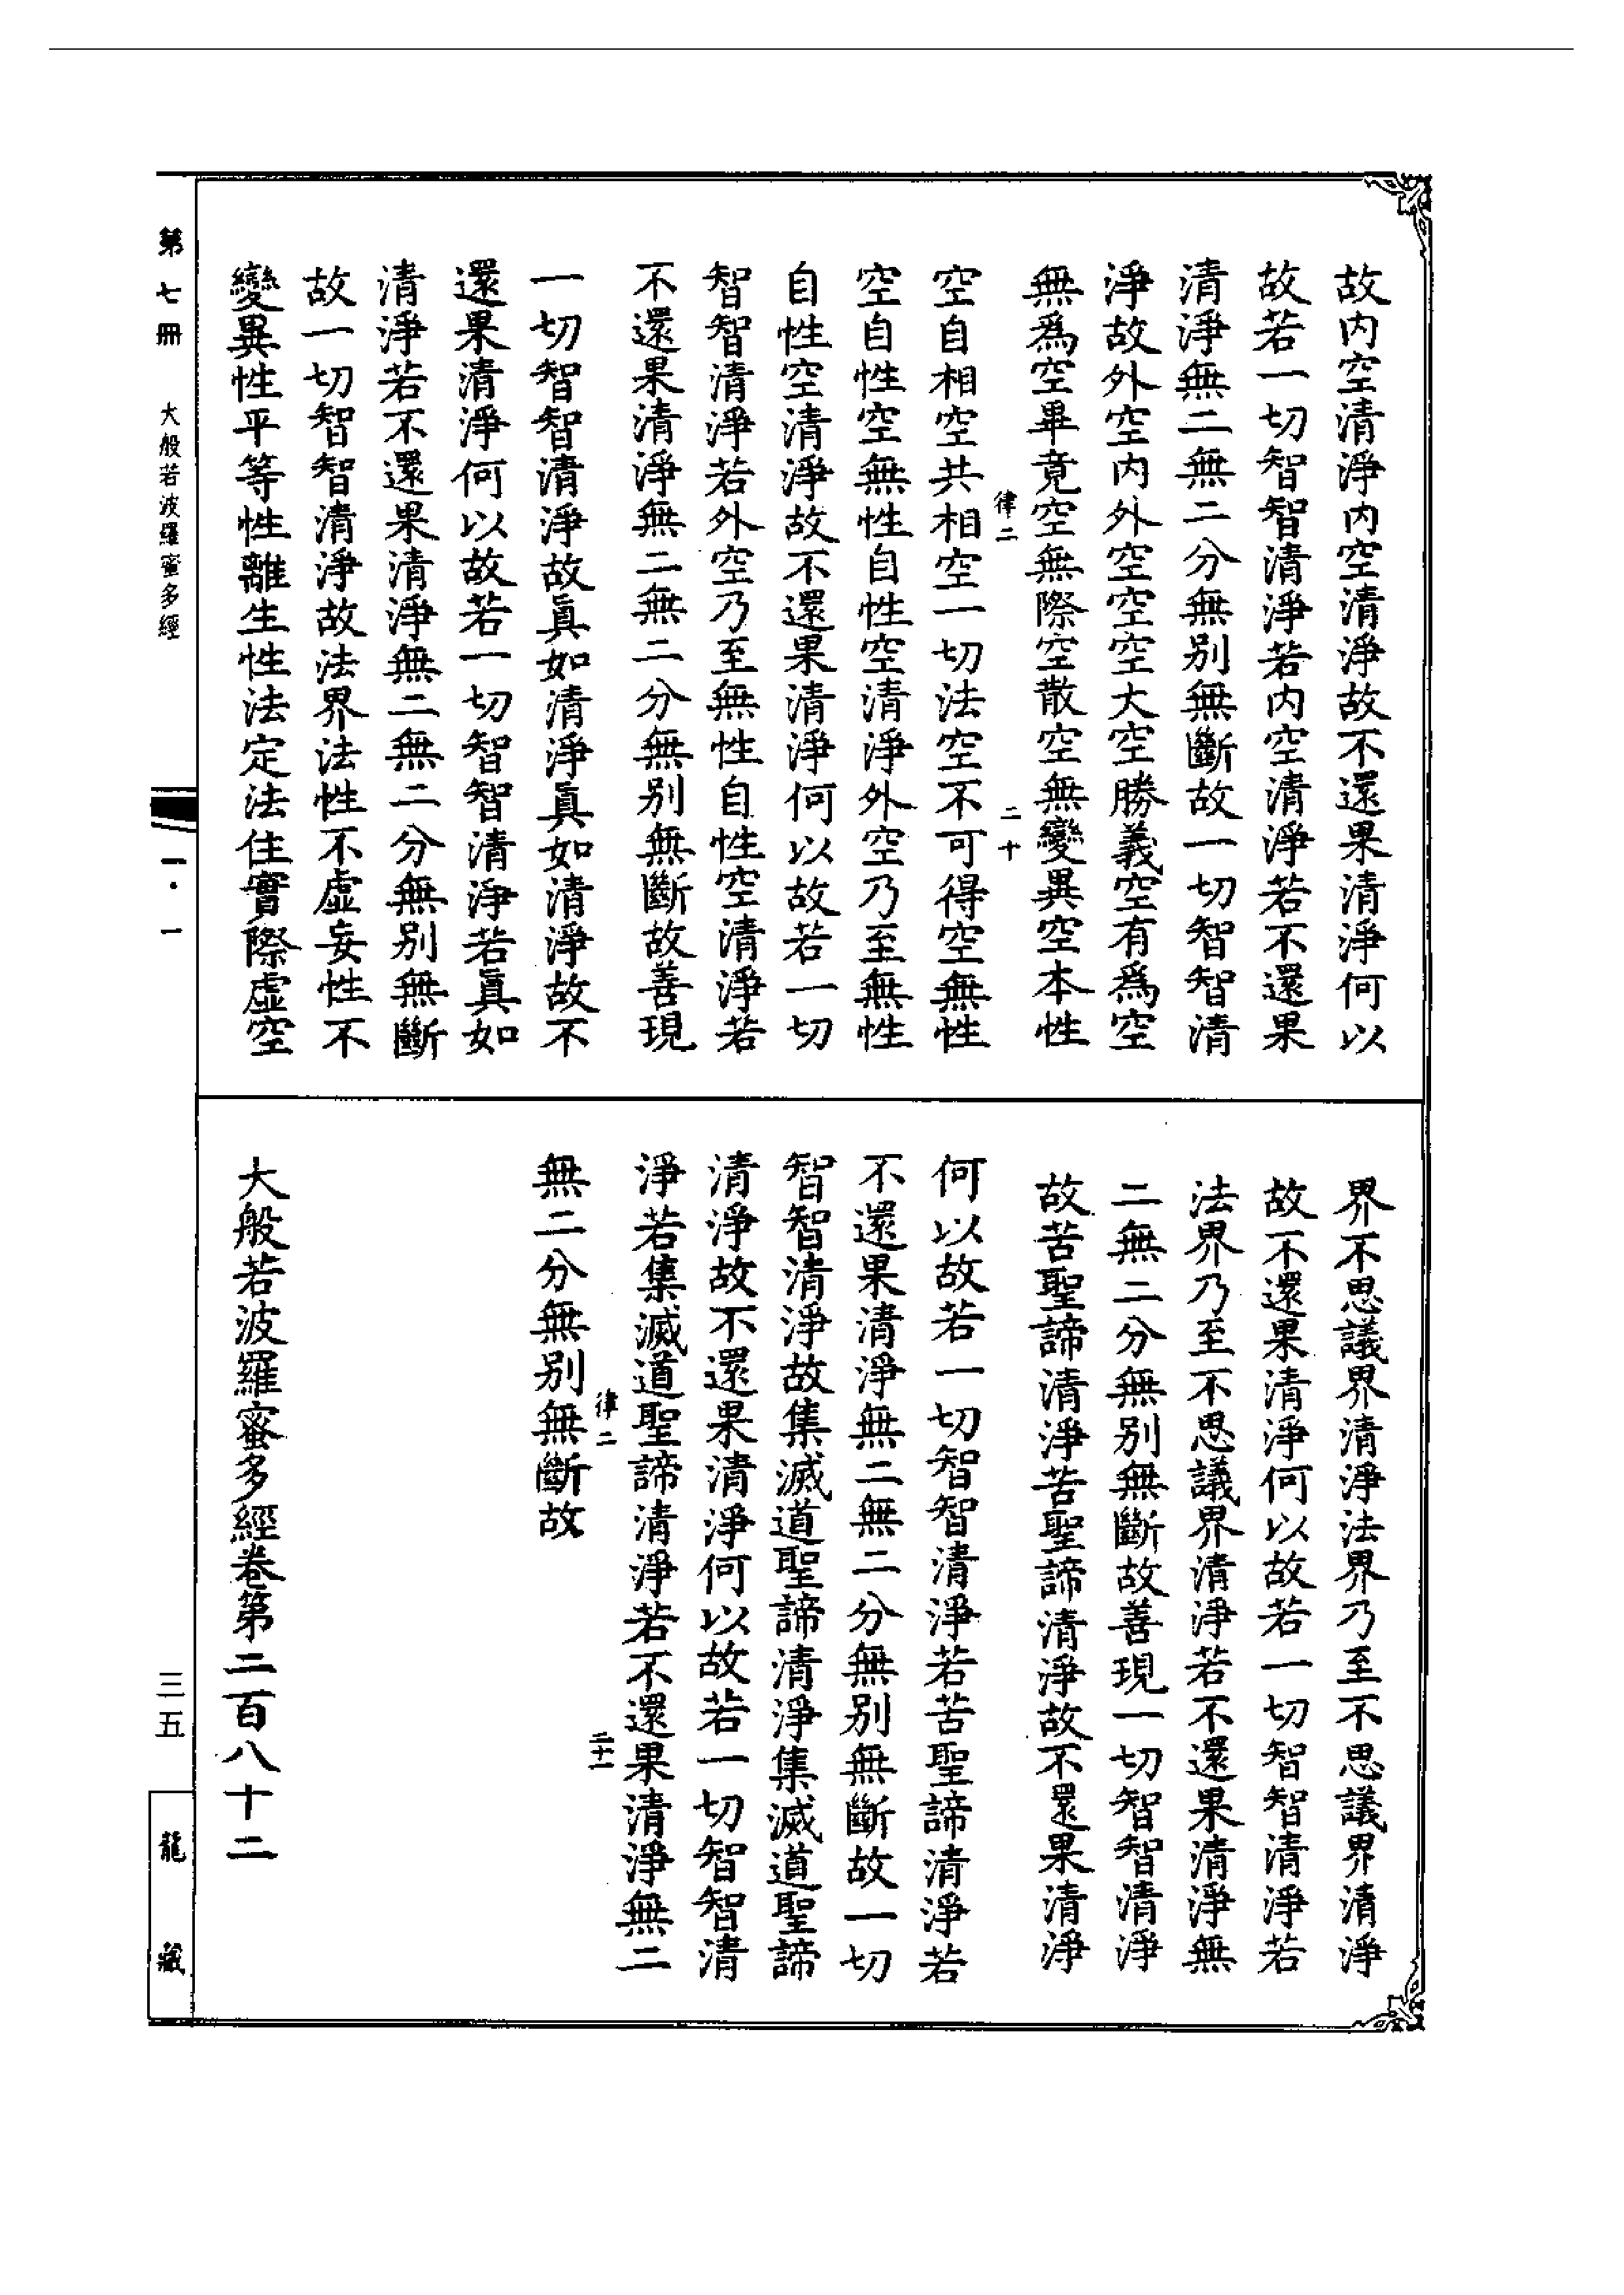 故内空清淨内空清淨故不還果清淨何以
故若一切智智清淨若内空清淨若不還果
清淨無二無二分無别無斷故一切智智清
淨故外空内外空空空大空勝義空有爲空
無爲空畢竟空無際空散空無變異空本性
律二
二十
空自相空共相空一切法空不可得空無性
空自性空無性自性空清淨外空乃至無性
自性空清淨故不還果清淨何以故若一切
智智清淨若外空乃至無性自性空清淨若
不還果清淨無二無二分無别無斷故善現
一切智智清淨故眞如清淨眞如清淨故不
還果清淨何以故若一切智智清淨若眞如
清淨若不還果清淨無二無二分無别無斷
故一切智智清淨故法界法性不虚妄性不
變異性平等性離生性法定法住實際虚空
界不思議界清淨法界乃至不思議界清淨
故不還果清淨何以故若一切智智清淨若
法界乃至不思議界清淨若不還果清淨無
二無二分無别無斷故善現一切智智清淨
故苦聖諦清淨苦聖諦清淨故不還果清淨
何以故若一切智智清淨若苦聖諦清淨若
不還果清淨無二無二分無别無斷故一切
智智清淨故集滅道聖諦清淨集滅道聖諦
清淨故不還果清淨何以故若一切智智清
淨若集滅道聖諦清淨若不還果清淨無二
律二
二十一
無二分無别無斷故
大般若波羅蜜多經卷第二百八十二
第七冊
大般若波羅蜜多經
一·一
三五
龍藏